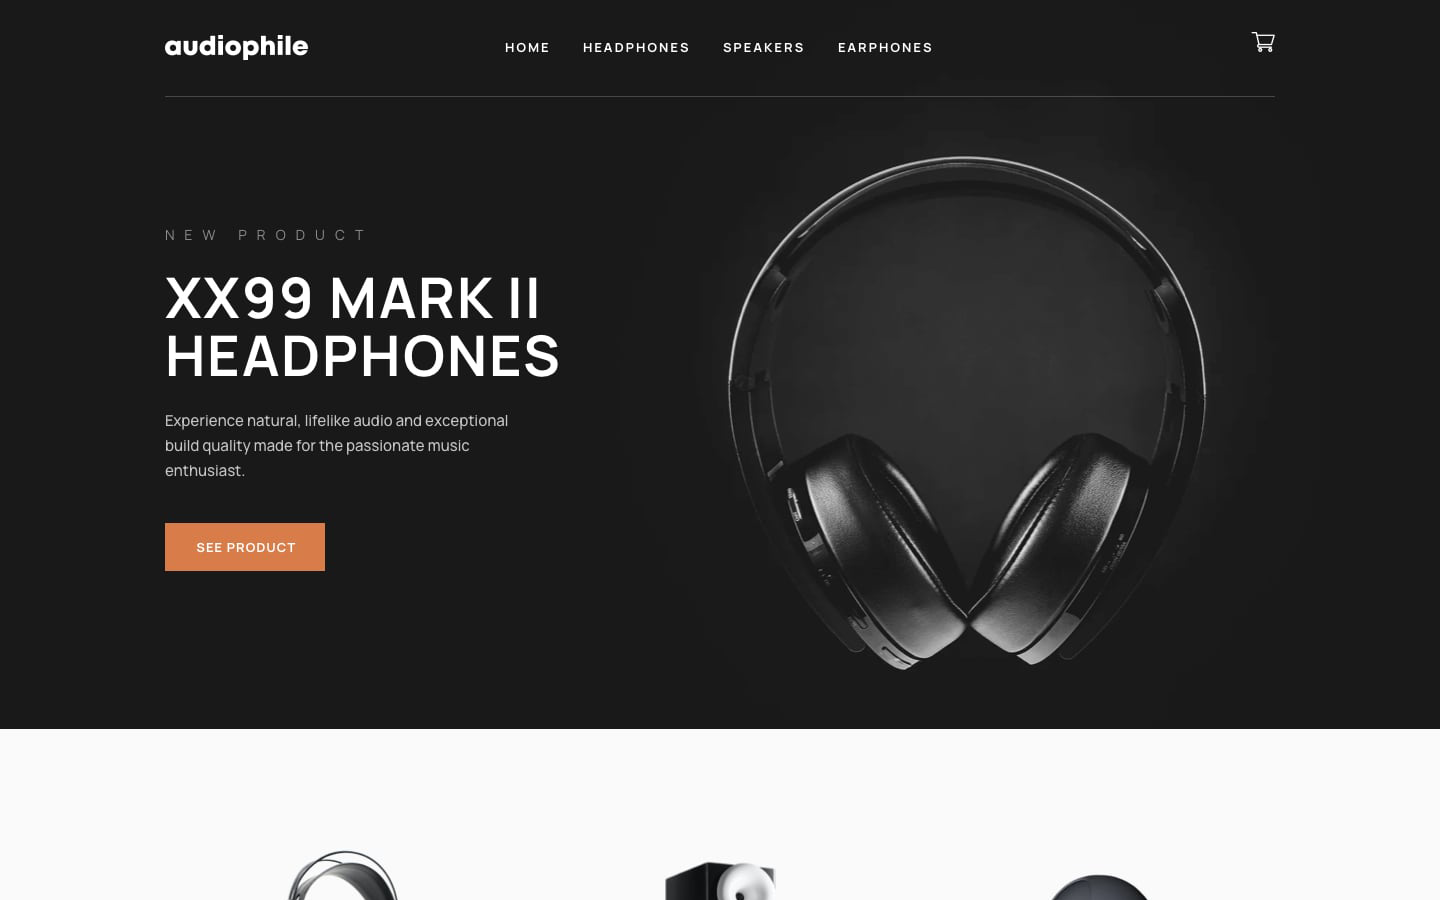 audiophile
HOME HEADPHONES SPEAKERS EARPHONES
NEW PRODUCT
XX99 MARK II
HEADPHONES
Experience natural, lifelike audio and exceptional
build quality made for the passionate music
enthusiast.
SEE PRODUCT